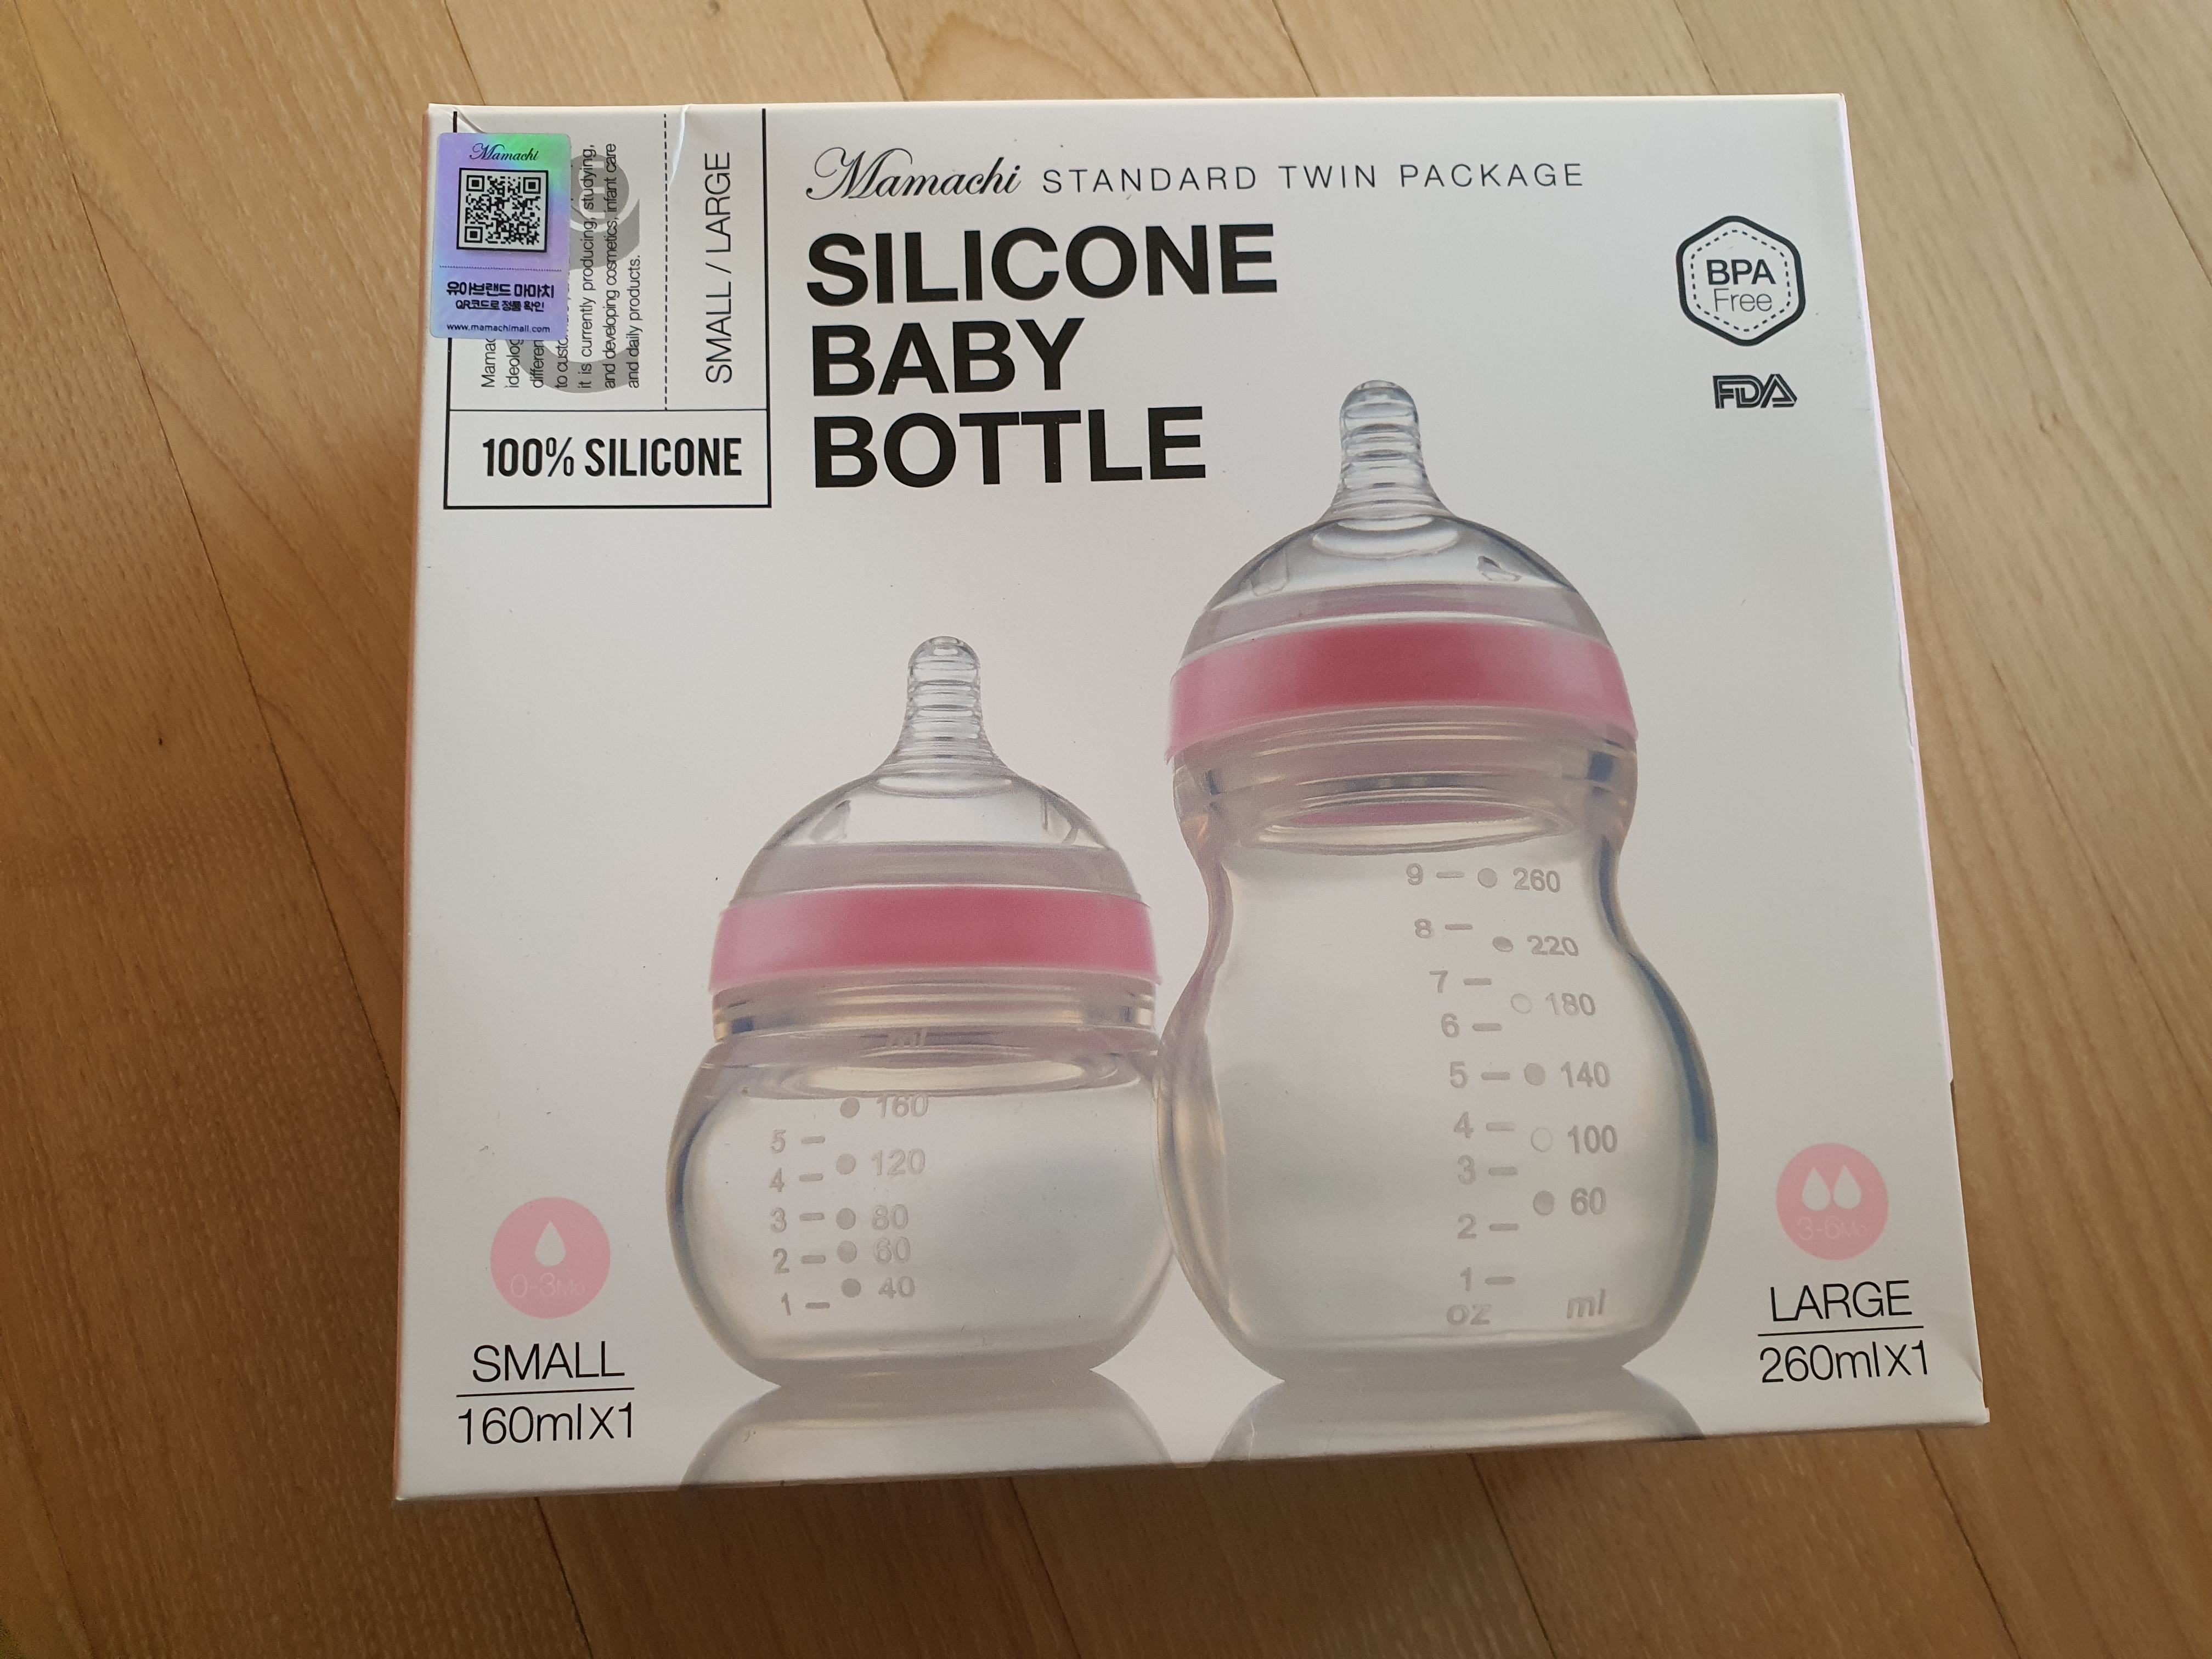 Mamachi
유아브랜드 마마치
QR코드로 정품 확인
www.mamachimall.com
it is currently producing, studying,
and developing cosmetics, infant care
and daily products.
SMALL / LARGE
100% SILICONE
Mamachi STANDARD TWIN PACKAGE
SILICONE
BABY
BOTTLE
BPA
Free
FDA
9 260
8 220
7 180
6
5 140
4 100
3
2 60
1
oz ml
ml
160
5
4 120
3 80
2 60
1 40
0-3Mo
SMALL
160mlX1
3-6Mo
LARGE
260mlX1